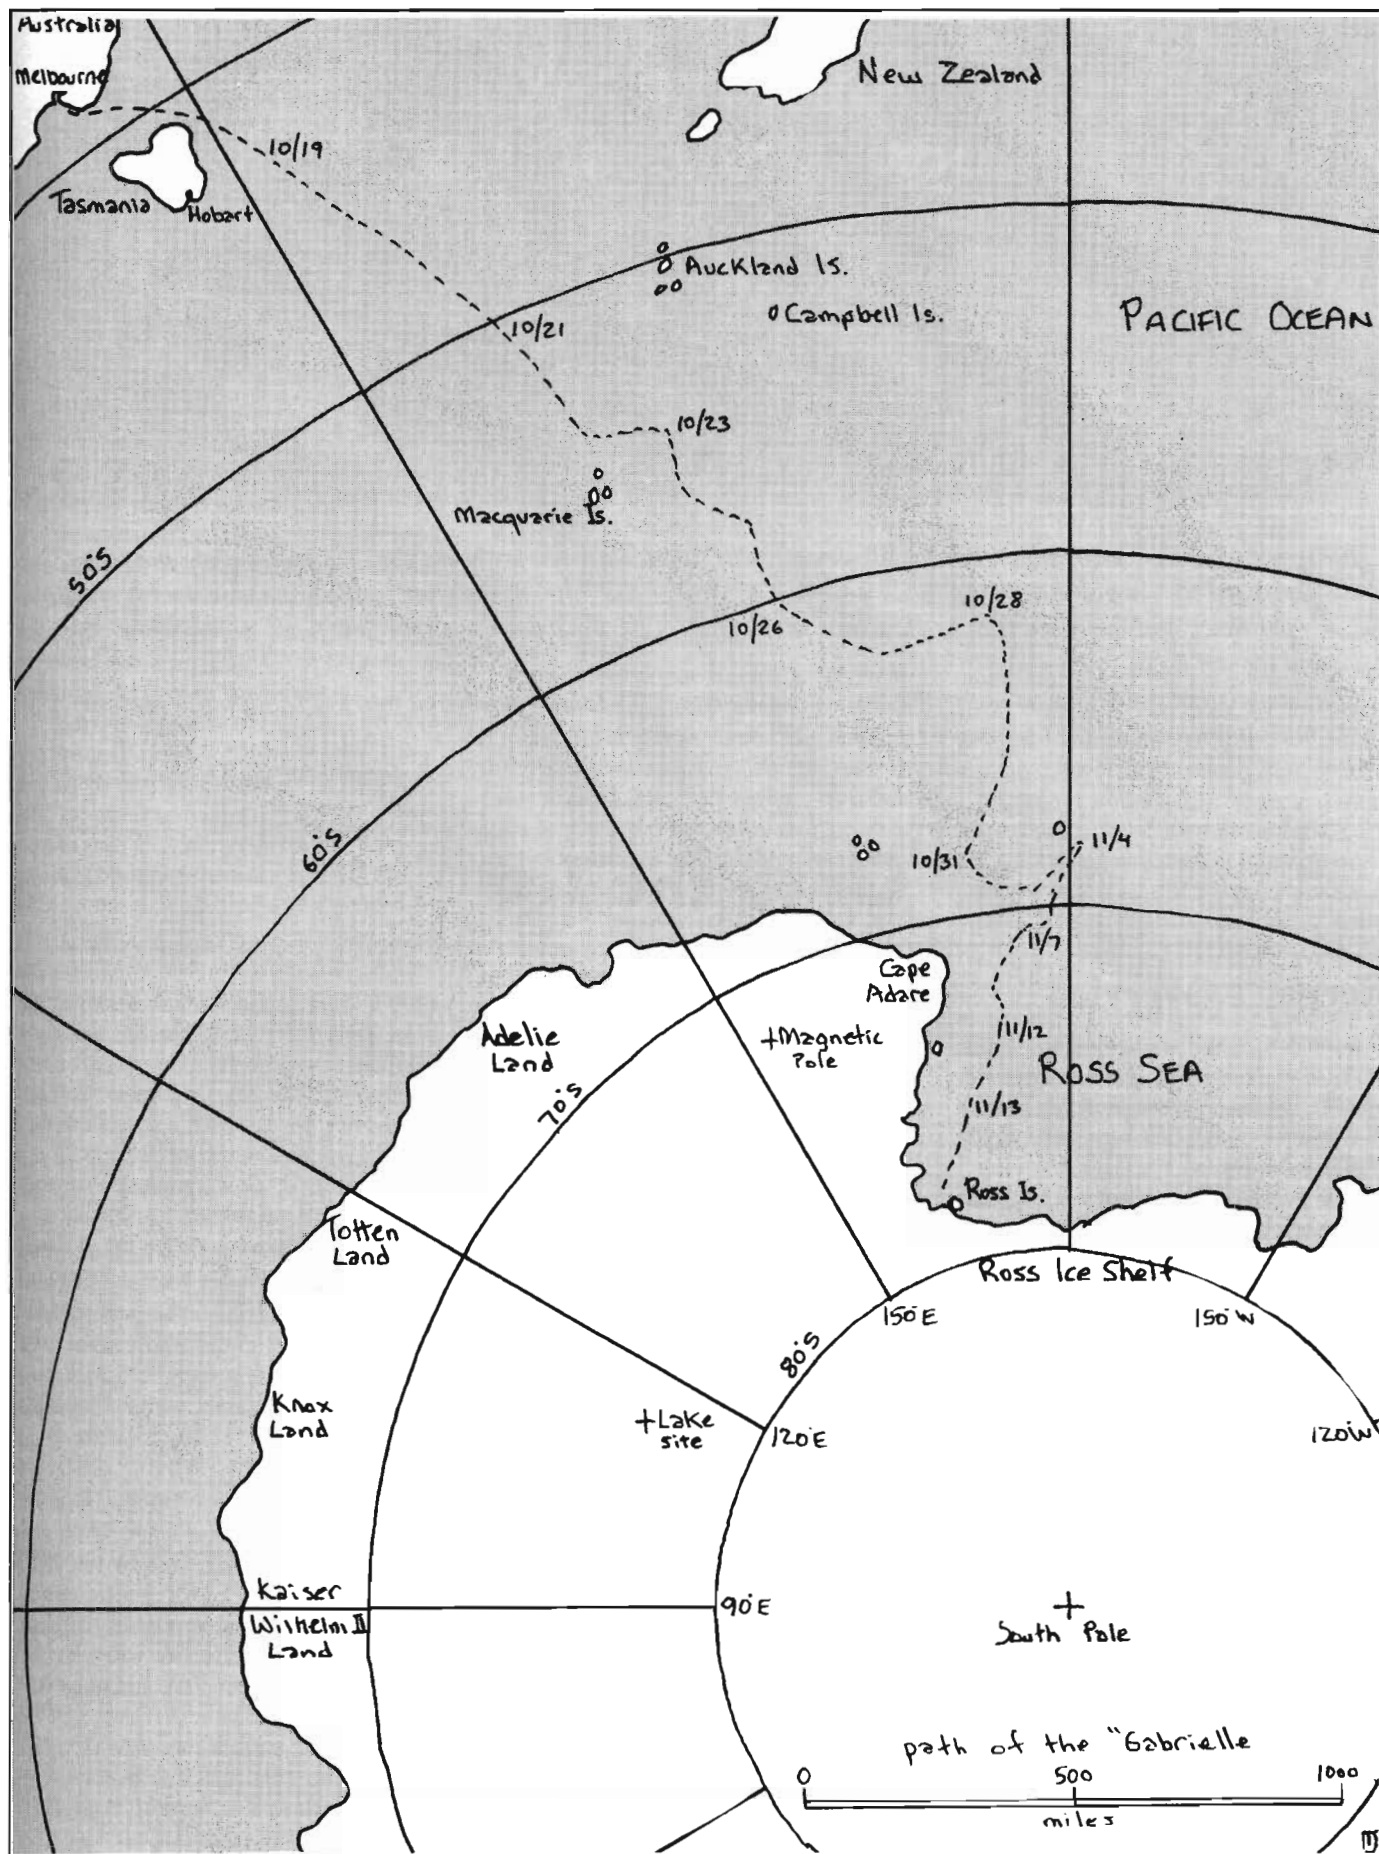 Australia
Melbourne
New Zealand
10/19
Tasmania
Hobart
Auckland Is.
Campbell Is.
10/21
PACIFIC OCEAN
10/23
Macquarie Is.
50°S
10/28
10/26
60°S
10/31
11/4
11/7
Cape
Adare
Adelie
Land
+Magnetic
Pole
11/12
ROSS SEA
70°S
11/13
Ross Is.
Totten
Land
Ross Ice Shelf
150°E
150°W
80°S
Knox
Land
+Lake
site
120°E
120°W
Kaiser
Wilhelm II
Land
90°E
South Pole
path of the "Gabrielle
0
500
1000
miles